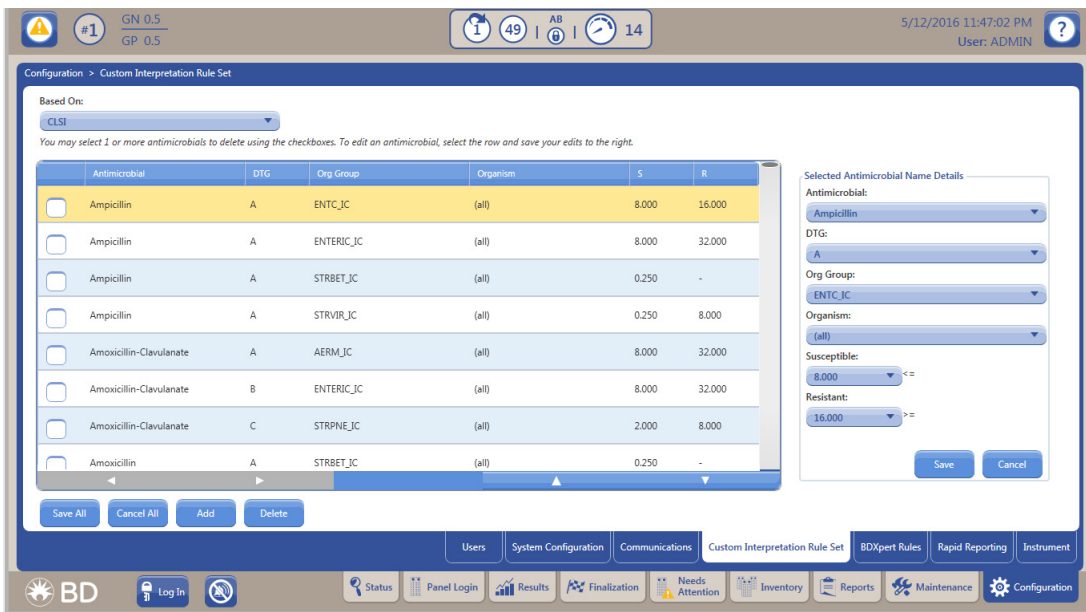 #1
GN 0.5
GP 0.5
1 49 | AB | 14
5/12/2016 11:47:02 PM
User: ADMIN
?
Configuration > Custom Interpretation Rule Set
Based On:
CLSI
You may select 1 or more antimicrobials to delete using the checkboxes. To edit an antimicrobial, select the row and save your edits to the right.
Antimicrobial DTG Org Group Organism S R
Ampicillin A ENTC_IC (all) 8.000 16.000
Ampicillin A ENTERIC_IC (all) 8.000 32.000
Ampicillin A STRBET_IC (all) 0.250 -
Ampicillin A STRVIR_IC (all) 0.250 8.000
Amoxicillin-Clavulanate A AERM_IC (all) 8.000 32.000
Amoxicillin-Clavulanate B ENTERIC_IC (all) 8.000 32.000
Amoxicillin-Clavulanate C STRPNE_IC (all) 2.000 8.000
Amoxicillin A STRBET_IC (all) 0.250 -
Selected Antimicrobial Name Details
Antimicrobial:
Ampicillin
DTG:
A
Org Group:
ENTC_IC
Organism:
(all)
Susceptible:
8.000 <=
Resistant:
16.000 >=
Save Cancel
Save All Cancel All Add Delete
Users System Configuration Communications Custom Interpretation Rule Set BDXpert Rules Rapid Reporting Instrument
BD Log In Status Panel Login Results Finalization Needs Attention Inventory Reports Maintenance Configuration